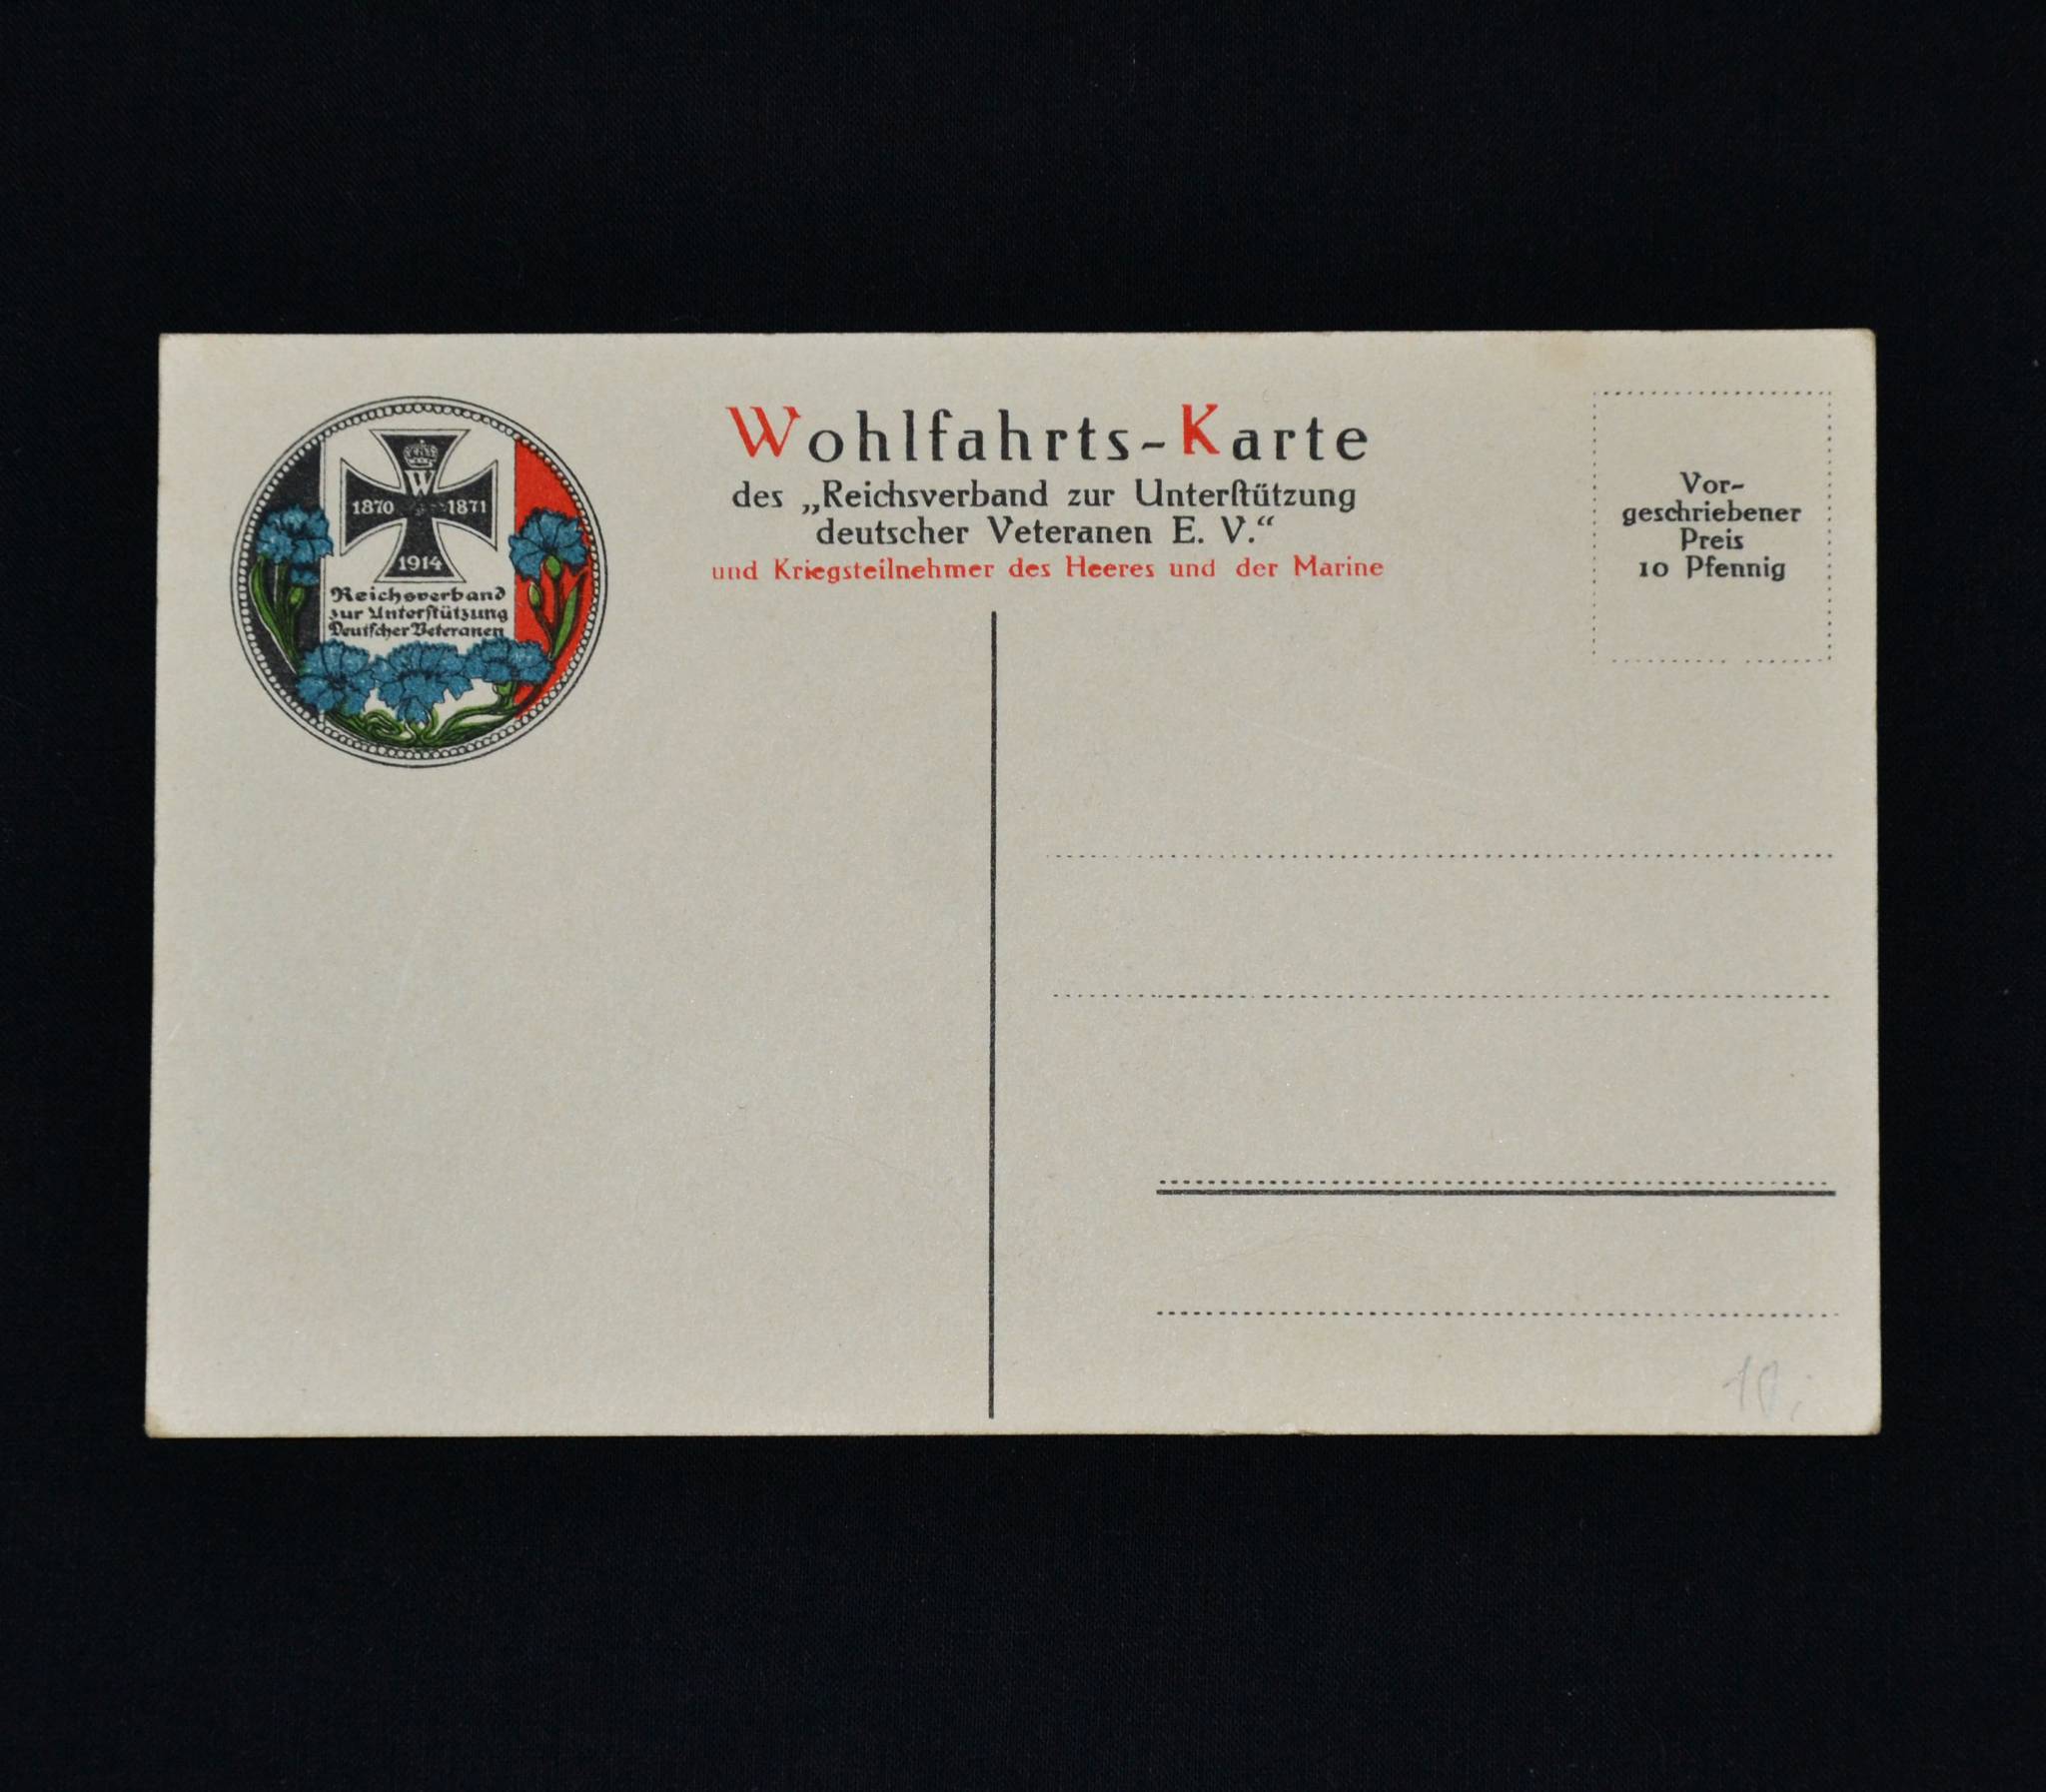 W
1870 1871
1914
Reichsverband
zur Unterſtützung
Deutſcher Veteranen
Wohlfahrts-Karte
des „Reichsverband zur Unterſtützung
deutscher Veteranen E. V.“
und Kriegsteilnehmer des Heeres und der Marine
Vor-
geschriebener
Preis
10 Pfennig
10,